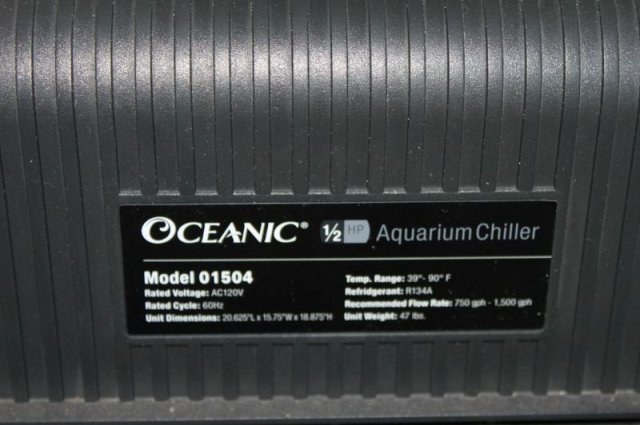 OCEANIC® ½ HP Aquarium Chiller
Model 01504
Rated Voltage: AC120V
Rated Cycle: 60Hz
Unit Dimensions: 20.625"L x 15.75"W x 18.875"H
Temp. Range: 39°- 90° F
Refridgerant: R134A
Recommended Flow Rate: 750 gph - 1,500 gph
Unit Weight: 47 lbs.